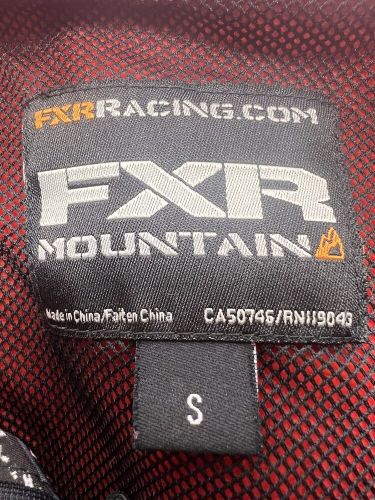 FXRRACING.COM
FXR
MOUNTAIN
Made in China/Fait en China CA50746/RN119043
S